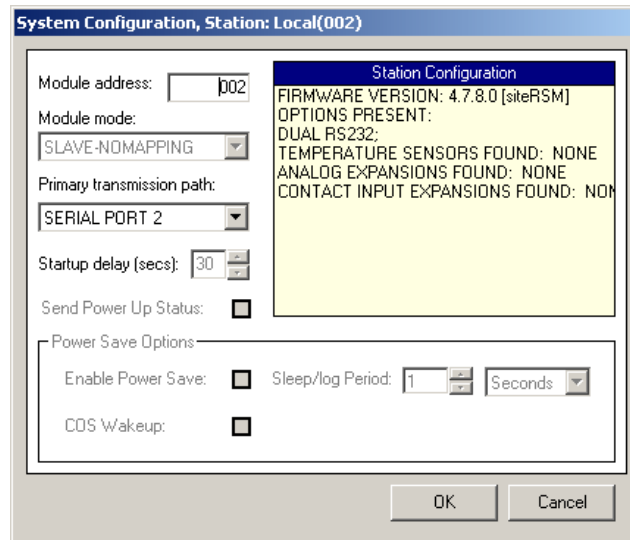 System Configuration, Station: Local(002)
Module address: 002
Module mode:
SLAVE-NOMAPPING
Primary transmission path:
SERIAL PORT 2
Startup delay (secs): 30
Send Power Up Status:
Station Configuration
FIRMWARE VERSION: 4.7.8.0 [siteRSM]
OPTIONS PRESENT:
DUAL RS232;
TEMPERATURE SENSORS FOUND: NONE
ANALOG EXPANSIONS FOUND: NONE
CONTACT INPUT EXPANSIONS FOUND: NON
Power Save Options
Enable Power Save: Sleep/log Period: 1 Seconds
COS Wakeup:
OK Cancel